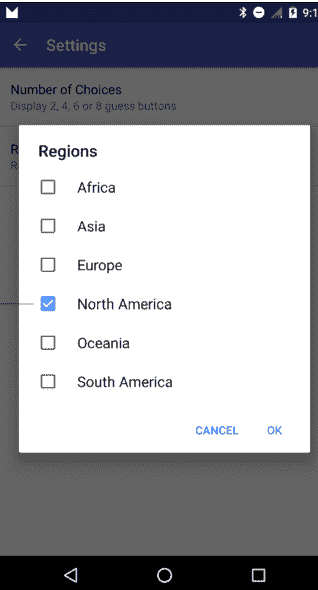 9:1
Settings
Number of Choices
Display 2, 4, 6 or 8 guess buttons
R
R
Regions
Africa
Asia
Europe
North America
Oceania
South America
CANCEL
OK